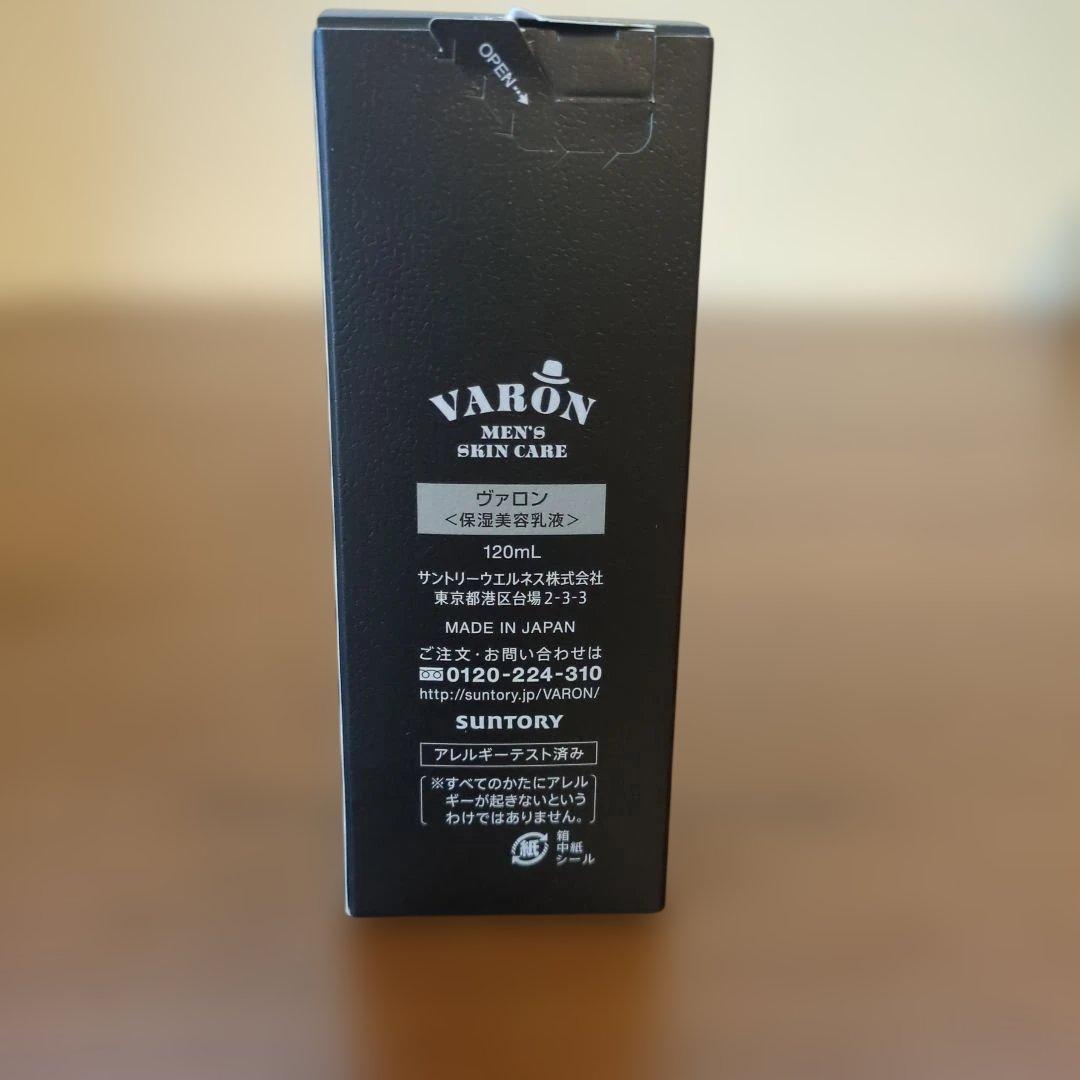 OPEN
VARON
MEN'S
SKIN CARE
ヴァロン
<保湿美容乳液>
120mL
サントリーウエルネス株式会社
東京都港区台場2-3-3
MADE IN JAPAN
ご注文・お問い合わせは
0120-224-310
http://suntory.jp/VARON/
SUNTORY
アレルギーテスト済み
※すべてのかたにアレル
ギーが起きないという
わけではありません。
紙
箱
中紙
シール